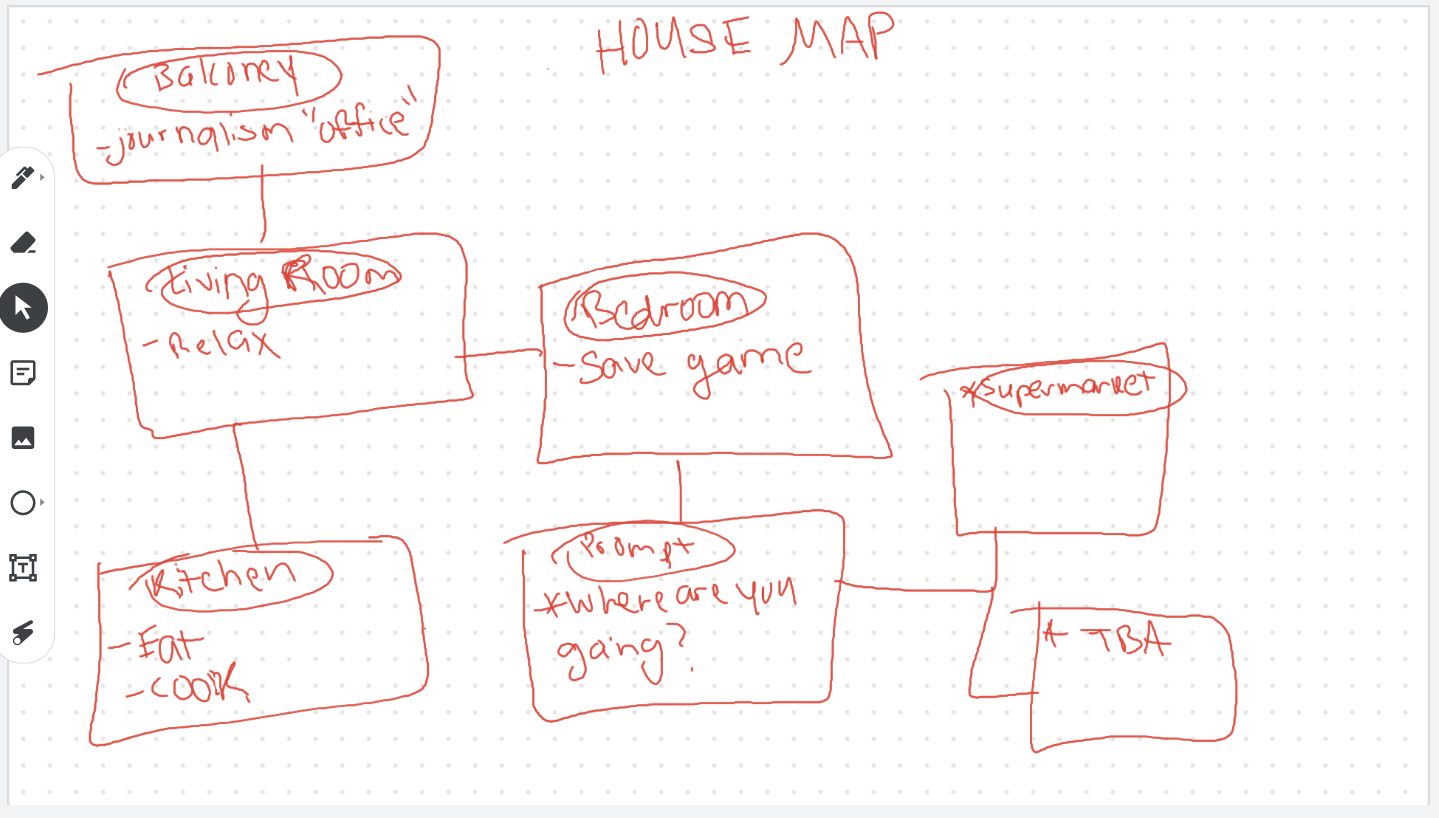 HOUSE MAP
Balconey
-journalism "office"
Living Room
-Relax
Bedroom
-Save game
*supermarket
Kitchen
-Eat
-cook
Prompt
*Where are you
going?
* TBA